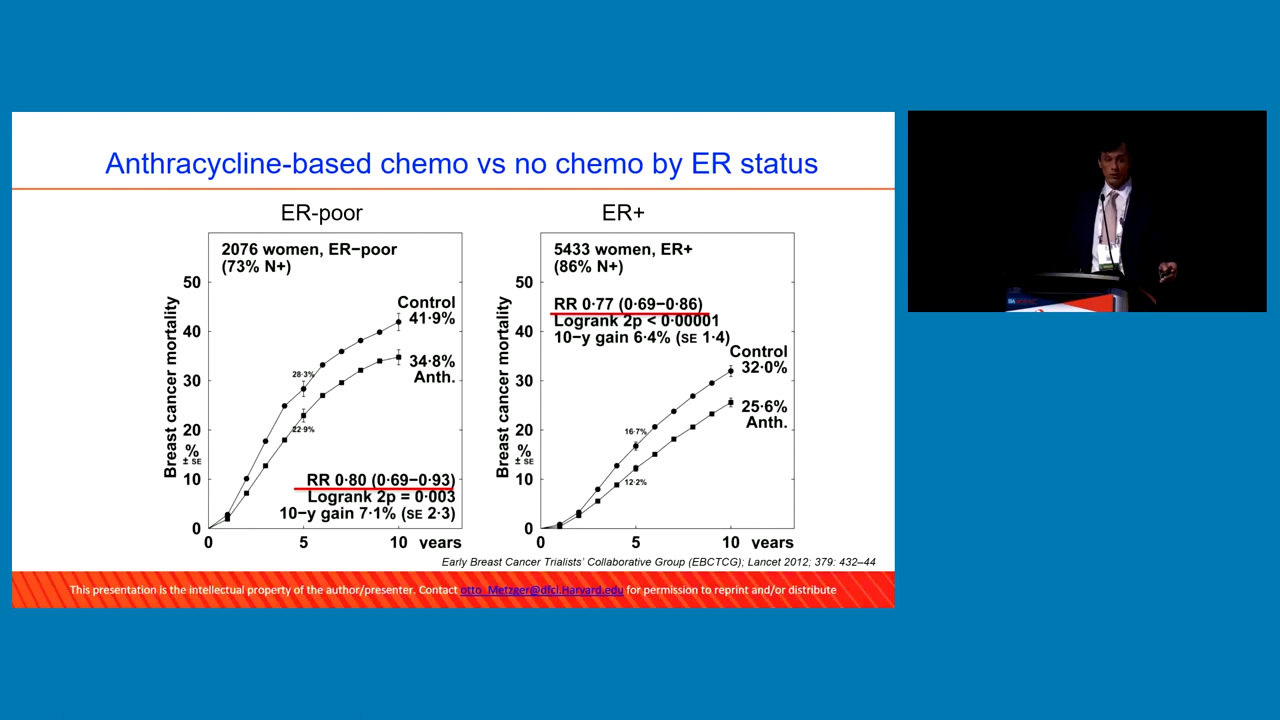 Anthracycline-based chemo vs no chemo by ER status
ER-poor
2076 women, ER−poor
(73% N+)
Breast cancer mortality
%
± SE
50
40
30
20
10
0
0
5
10
years
Control
41·9%
34·8%
Anth.
28·3%
22·9%
RR 0·80 (0·69−0·93)
Logrank 2p = 0·003
10−y gain 7·1% (SE 2·3)
ER+
5433 women, ER+
(86% N+)
RR 0·77 (0·69−0·86)
Logrank 2p < 0·00001
10−y gain 6·4% (SE 1·4)
Breast cancer mortality
%
± SE
50
40
30
20
10
0
0
5
10
years
Control
32·0%
25·6%
Anth.
16·7%
12·2%
Early Breast Cancer Trialists’ Collaborative Group (EBCTCG); Lancet 2012; 379: 432–44
This presentation is the intellectual property of the author/presenter. Contact otto_Metzger@dfci.Harvard.edu for permission to reprint and/or distribute